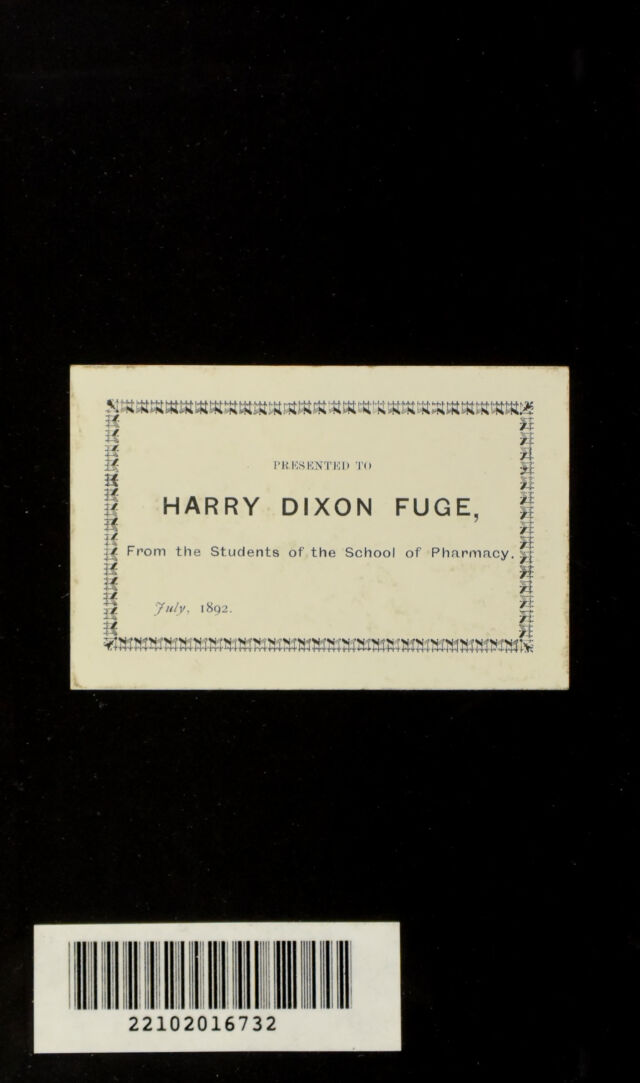 PRESENTED TO
HARRY DIXON FUGE,
From the Students of the School of Pharmacy.
July, 1892.
22102016732